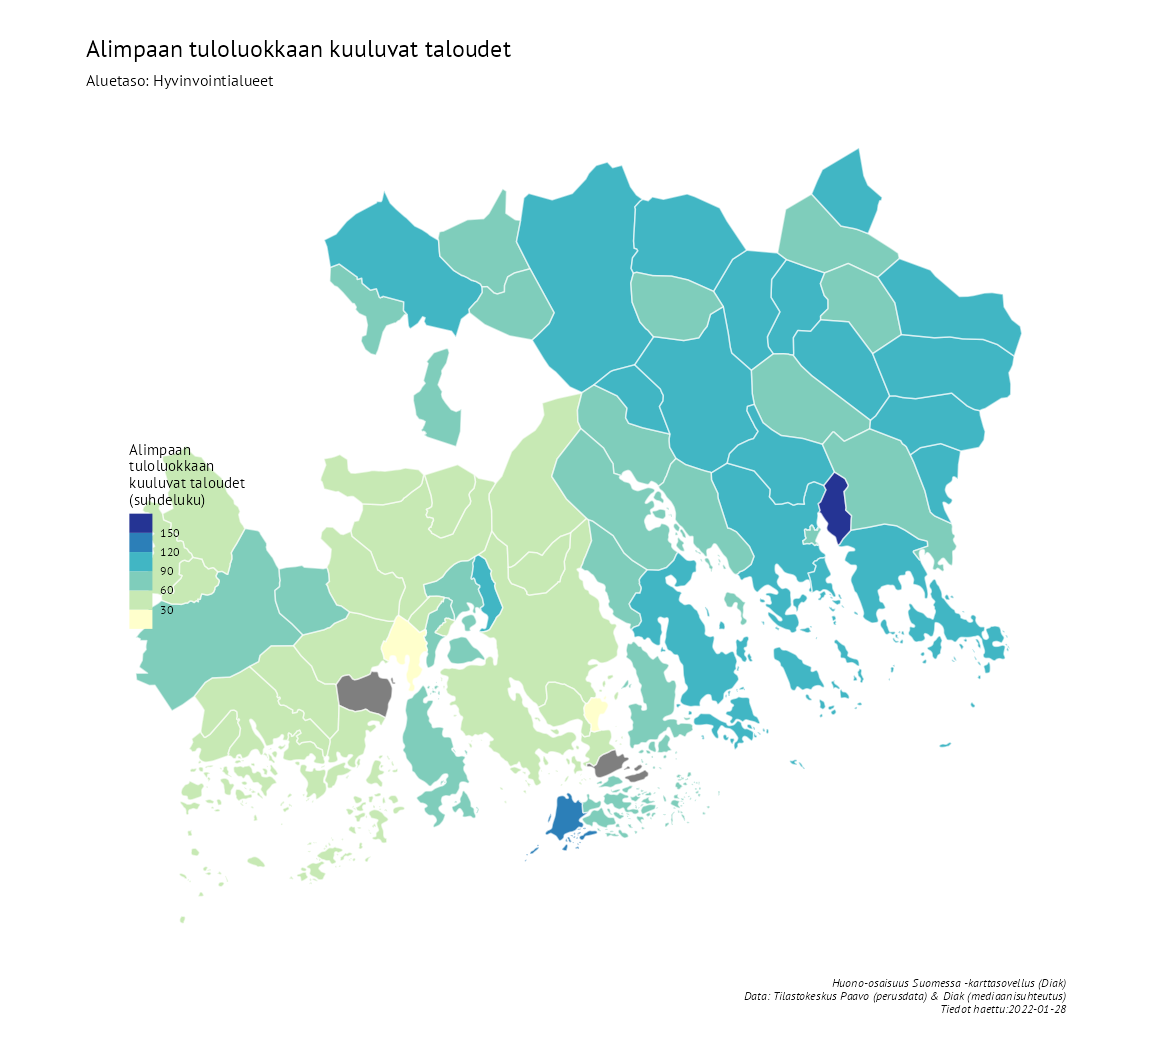 Alimpaan tuloluokkaan kuuluvat taloudet
Aluetaso: Hyvinvointialueet
Alimpaan
tuloluokkaan
kuuluvat taloudet
(suhdeluku)
150
120
90
60
30
Huono-osaisuus Suomessa -karttasovellus (Diak)
Data: Tilastokeskus Paavo (perusdata) & Diak (mediaanisuhteutus)
Tiedot haettu:2022-01-28